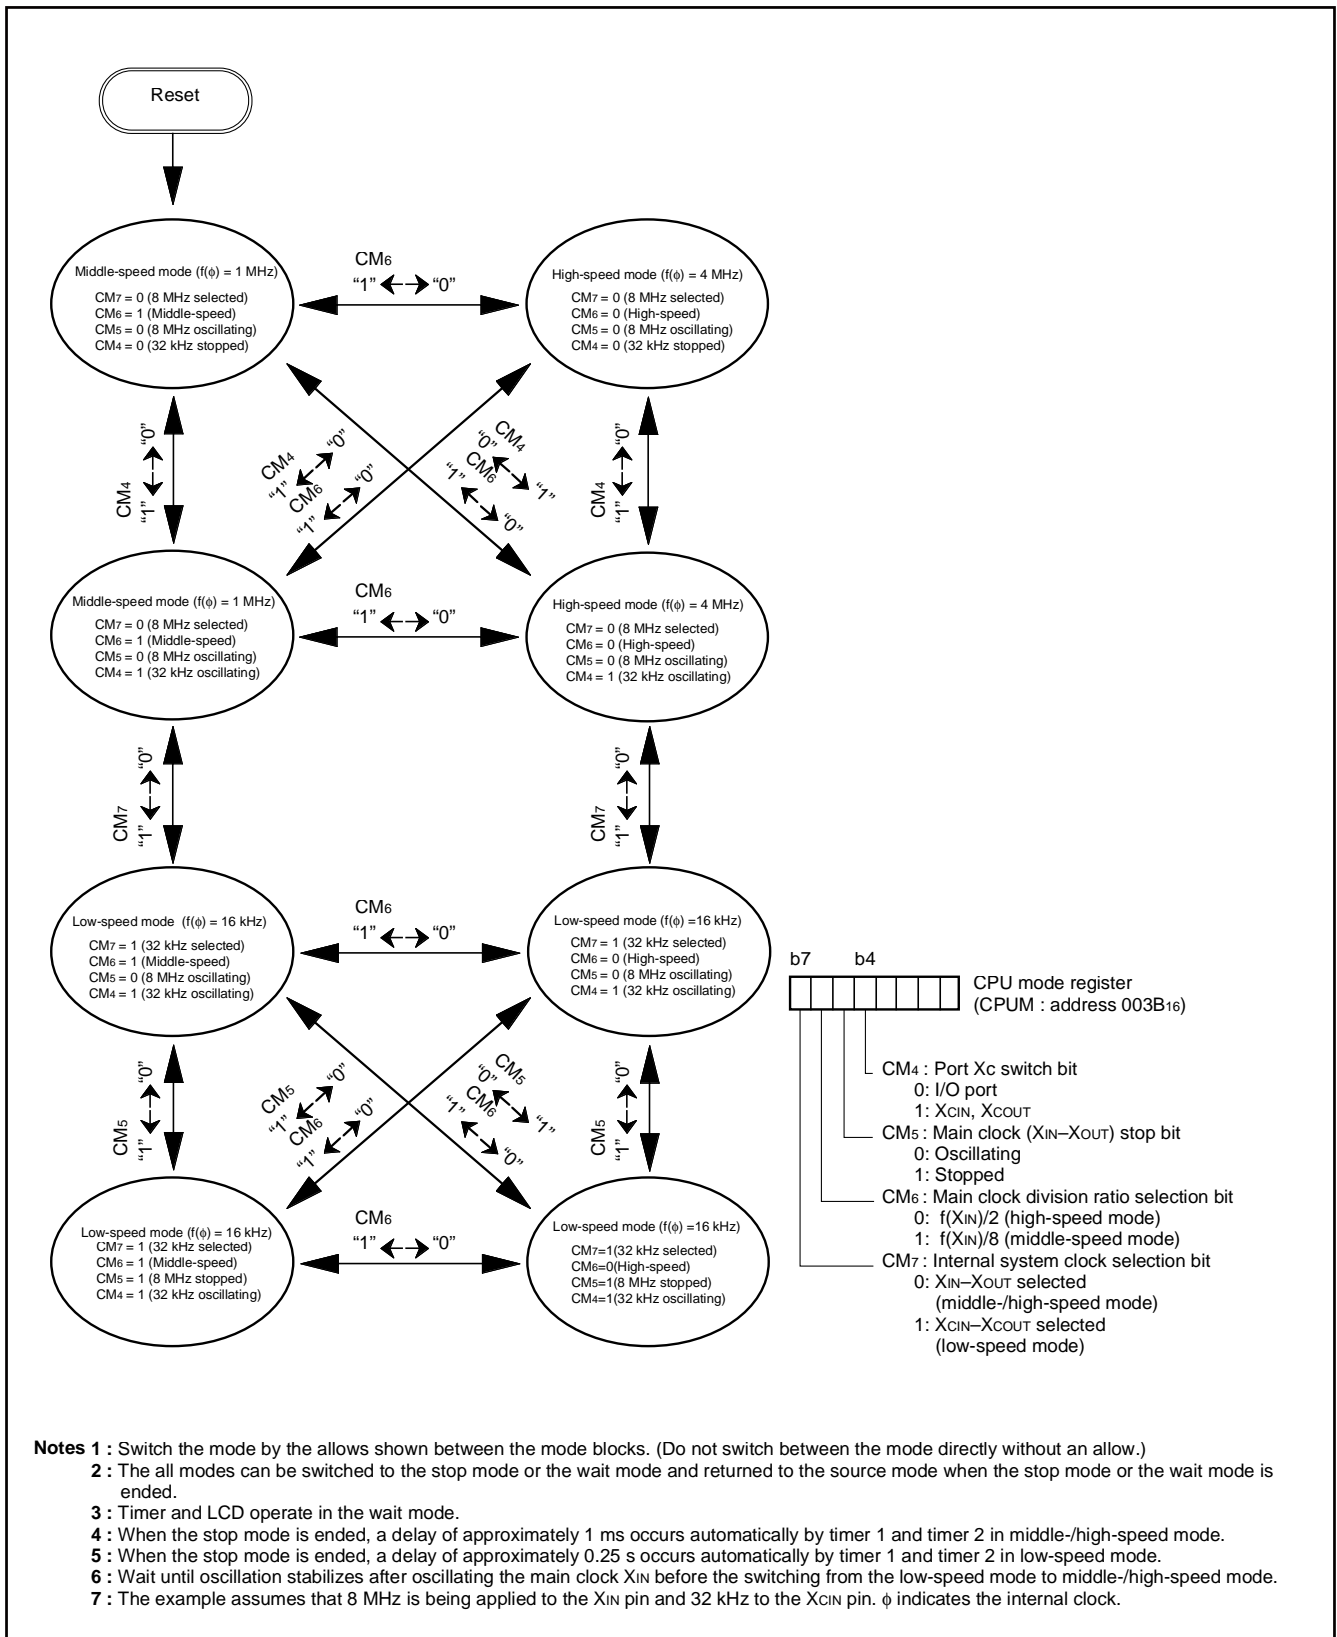 Reset
Middle-speed mode (f(ϕ) = 1 MHz)
CM7 = 0 (8 MHz selected)
CM6 = 1 (Middle-speed)
CM5 = 0 (8 MHz oscillating)
CM4 = 0 (32 kHz stopped)
CM6
“1” ←→ “0”
High-speed mode (f(ϕ) = 4 MHz)
CM7 = 0 (8 MHz selected)
CM6 = 0 (High-speed)
CM5 = 0 (8 MHz oscillating)
CM4 = 0 (32 kHz stopped)
CM4
“1” ←→ “0”
CM4
“1” ←→ “0”
CM6
“1” ←→ “0”
CM4
“0” ←→ “1”
CM6
“1” ←→ “0”
CM4
“1” ←→ “0”
Middle-speed mode (f(ϕ) = 1 MHz)
CM7 = 0 (8 MHz selected)
CM6 = 1 (Middle-speed)
CM5 = 0 (8 MHz oscillating)
CM4 = 1 (32 kHz oscillating)
CM6
“1” ←→ “0”
High-speed mode (f(ϕ) = 4 MHz)
CM7 = 0 (8 MHz selected)
CM6 = 0 (High-speed)
CM5 = 0 (8 MHz oscillating)
CM4 = 1 (32 kHz oscillating)
CM7
“1” ←→ “0”
CM7
“1” ←→ “0”
Low-speed mode (f(ϕ) = 16 kHz)
CM7 = 1 (32 kHz selected)
CM6 = 1 (Middle-speed)
CM5 = 0 (8 MHz oscillating)
CM4 = 1 (32 kHz oscillating)
CM6
“1” ←→ “0”
Low-speed mode (f(ϕ) =16 kHz)
CM7 = 1 (32 kHz selected)
CM6 = 0 (High-speed)
CM5 = 0 (8 MHz oscillating)
CM4 = 1 (32 kHz oscillating)
CM5
“1” ←→ “0”
CM5
“1” ←→ “0”
CM6
“1” ←→ “0”
CM5
“0” ←→ “1”
CM6
“1” ←→ “0”
CM5
“1” ←→ “0”
Low-speed mode (f(ϕ) = 16 kHz)
CM7 = 1 (32 kHz selected)
CM6 = 1 (Middle-speed)
CM5 = 1 (8 MHz stopped)
CM4 = 1 (32 kHz oscillating)
CM6
“1” ←→ “0”
Low-speed mode (f(ϕ) =16 kHz)
CM7=1(32 kHz selected)
CM6=0(High-speed)
CM5=1(8 MHz stopped)
CM4=1(32 kHz oscillating)
b7 b4
CPU mode register
(CPUM : address 003B16)
CM4 : Port Xc switch bit
0: I/O port
1: XCIN, XCOUT
CM5 : Main clock (XIN–XOUT) stop bit
0: Oscillating
1: Stopped
CM6 : Main clock division ratio selection bit
0: f(XIN)/2 (high-speed mode)
1: f(XIN)/8 (middle-speed mode)
CM7 : Internal system clock selection bit
0: XIN–XOUT selected
(middle-/high-speed mode)
1: XCIN–XCOUT selected
(low-speed mode)
Notes 1 : Switch the mode by the allows shown between the mode blocks. (Do not switch between the mode directly without an allow.)
2 : The all modes can be switched to the stop mode or the wait mode and returned to the source mode when the stop mode or the wait mode is
ended.
3 : Timer and LCD operate in the wait mode.
4 : When the stop mode is ended, a delay of approximately 1 ms occurs automatically by timer 1 and timer 2 in middle-/high-speed mode.
5 : When the stop mode is ended, a delay of approximately 0.25 s occurs automatically by timer 1 and timer 2 in low-speed mode.
6 : Wait until oscillation stabilizes after oscillating the main clock XIN before the switching from the low-speed mode to middle-/high-speed mode.
7 : The example assumes that 8 MHz is being applied to the XIN pin and 32 kHz to the XCIN pin. ϕ indicates the internal clock.